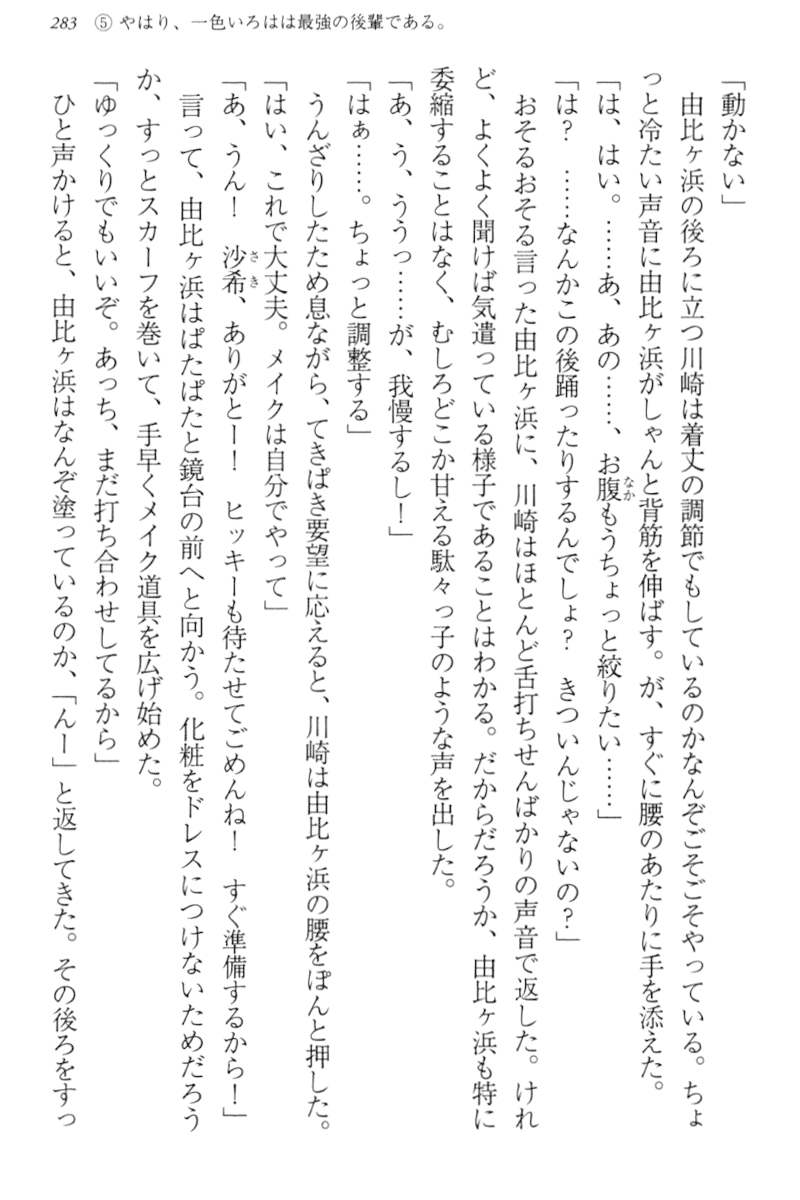 283 ⑤ やはり、一色いろはは最強の後輩である。
「動かない」
　由比ヶ浜の後ろに立つ川崎は着丈の調節でもしているのかなんぞごそごそやっている。ちょ
っと冷たい声音に由比ヶ浜がしゃんと背筋を伸ばす。が、すぐに腰のあたりに手を添えた。
「は、はい。……あ、あの……、お腹もうちょっと絞りたい……」
「は？　……なんかこの後踊ったりするんでしょ？　きついんじゃないの？」
　おそるおそる言った由比ヶ浜に、川崎はほとんど舌打ちせんばかりの声音で返した。けれ
ど、よくよく聞けば気遣っている様子であることはわかる。だからだろうか、由比ヶ浜も特に
委縮することはなく、むしろどこか甘える駄々っ子のような声を出した。
「あ、う、ううっ……が、我慢するし！」
「はぁ……。ちょっと調整する」
　うんざりしたため息ながら、てきぱき要望に応えると、川崎は由比ヶ浜の腰をぽんと押した。
「はい、これで大丈夫。メイクは自分でやって」
「あ、うん！　沙希、ありがとー！　ヒッキーも待たせてごめんね！　すぐ準備するから！」
　言って、由比ヶ浜はぱたぱたと鏡台の前へと向かう。化粧をドレスにつけないためだろう
か、すっとスカーフを巻いて、手早くメイク道具を広げ始めた。
「ゆっくりでもいいぞ。あっち、まだ打ち合わせしてるから」
　ひと声かけると、由比ヶ浜はなんぞ塗っているのか、「んー」と返してきた。その後ろをすっ